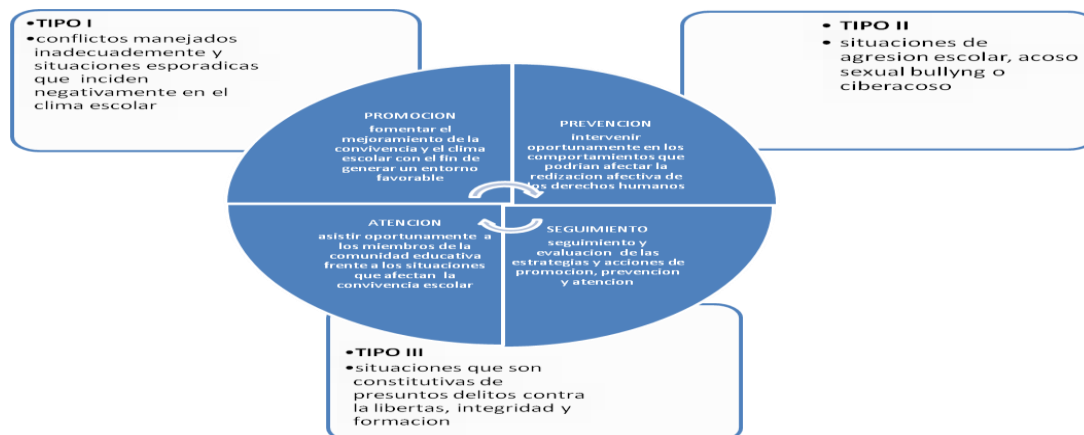 •TIPO I
•conflictos manejados
inadecuademente y
situaciones esporadicas
que inciden
negativamente en el
clima escolar
• TIPO II
• situaciones de
agresion escolar, acoso
sexual bullyng o
ciberacoso
PROMOCION
fomentar el
mejoramiento de la
convivencia y el clima
escolar con el fin de
generar un entorno
favorable
PREVENCION
intervenir
oportunamente en los
comportamientos que
podrían afectar la
redizacion afectiva de
los derechos humanos
ATENCION
asistir oportunamente a
los miembros de la
comunidad educativa
frente a los situaciones
que afectan la
convivencia escolar
SEGUIMIENTO
seguimiento y
evaluacion de las
estrategias y acciones de
promocion, prevencion
y atencion
•TIPO III
•situaciones que son
constitutivas de
presuntos delitos contra
la libertas, integridad y
formacion